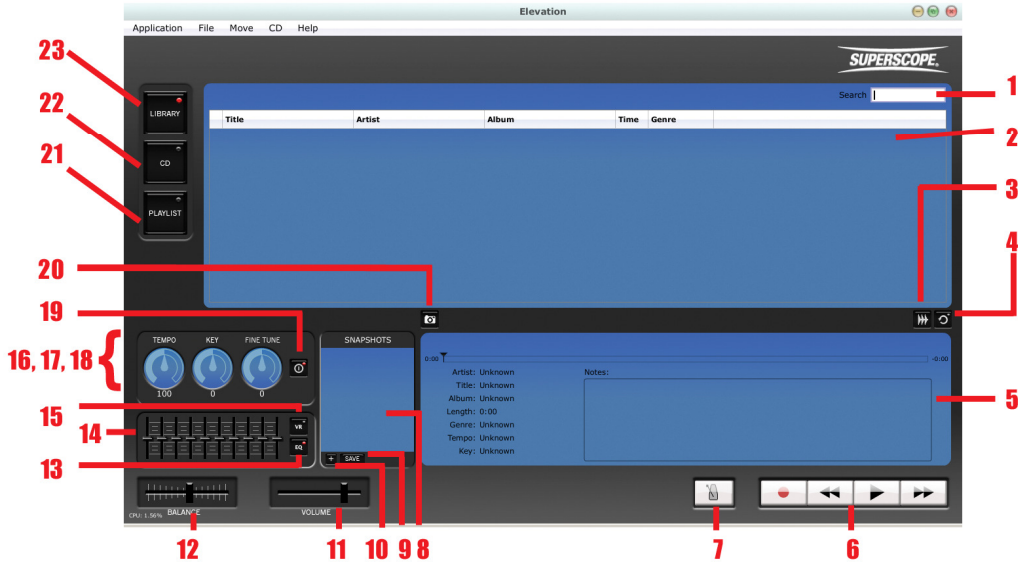 Elevation
Application File Move CD Help
SUPERSCOPE.
23
22
21
20
19
16, 17, 18
15
14
13
12
11
10
9
8
7
6
5
4
3
2
1
LIBRARY
CD
PLAYLIST
Search
Title Artist Album Time Genre
TEMPO KEY FINE TUNE
100 0 0
VR
EQ
SNAPSHOTS
+ SAVE
0:00 -0:00
Artist: Unknown
Title: Unknown
Album: Unknown
Length: 0:00
Genre: Unknown
Tempo: Unknown
Key: Unknown
Notes:
CPU: 1.56% BALANCE
VOLUME